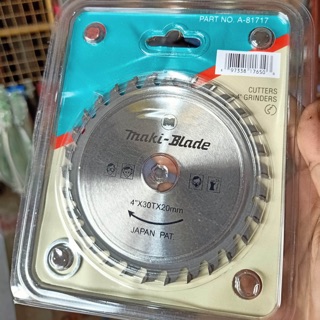 PART NO. A-81717
CUTTERS
GRINDERS
Maki-Blade
4"X30TX20mm
JAPAN PAT.